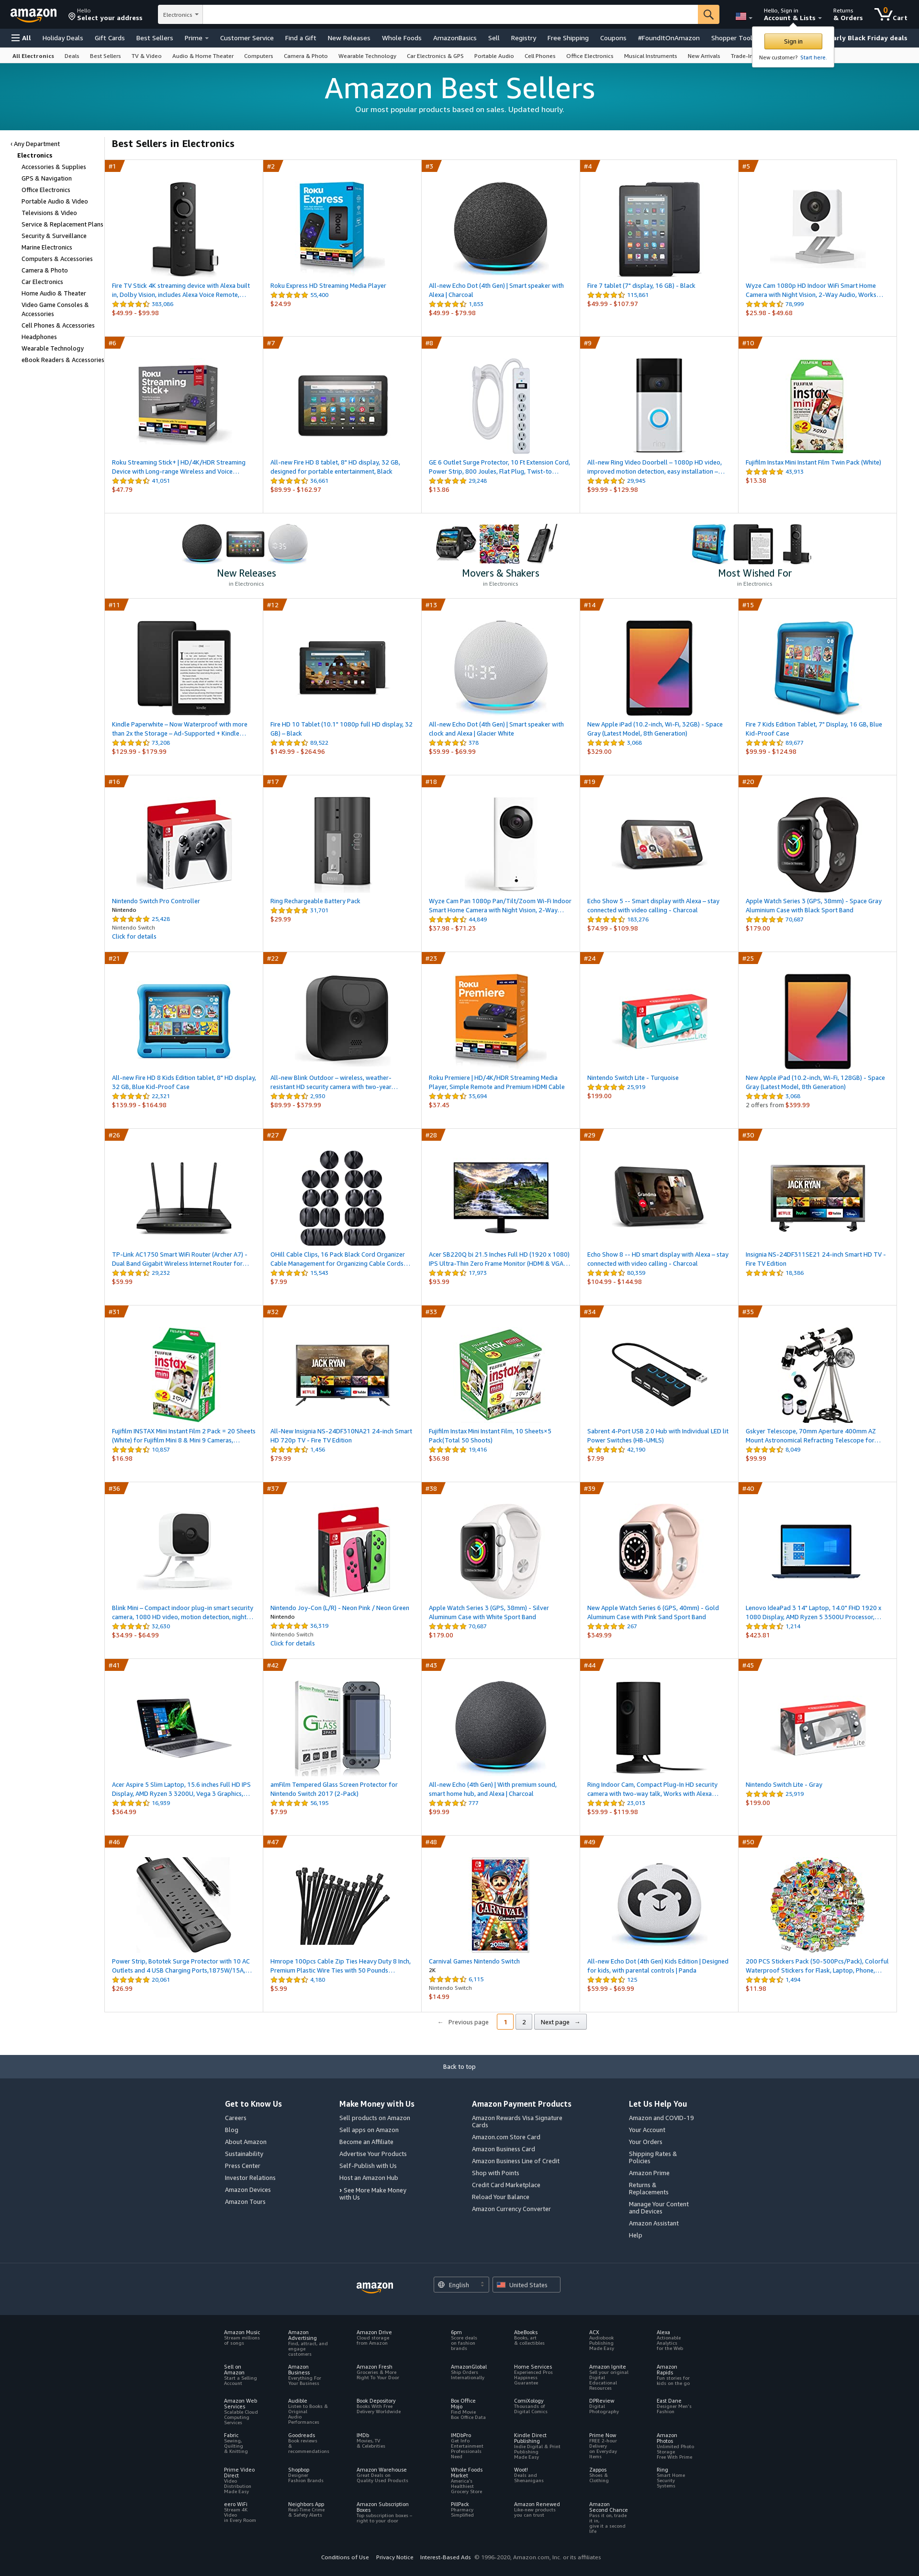 amazon
Hello
Select your address
Electronics
Hello, Sign in
Account & Lists
Returns
& Orders
0
Cart
All
Holiday Deals
Gift Cards
Best Sellers
Prime
Customer Service
Find a Gift
New Releases
Whole Foods
AmazonBasics
Sell
Registry
Free Shipping
Coupons
#FoundItOnAmazon
Shopper Tool
arly Black Friday deals
Sign in
New customer? Start here.
All Electronics
Deals
Best Sellers
TV & Video
Audio & Home Theater
Computers
Camera & Photo
Wearable Technology
Car Electronics & GPS
Portable Audio
Cell Phones
Office Electronics
Musical Instruments
New Arrivals
Trade-In
Amazon Best Sellers
Our most popular products based on sales. Updated hourly.
‹ Any Department
Electronics
Accessories & Supplies
GPS & Navigation
Office Electronics
Portable Audio & Video
Televisions & Video
Service & Replacement Plans
Security & Surveillance
Marine Electronics
Computers & Accessories
Camera & Photo
Car Electronics
Home Audio & Theater
Video Game Consoles &
Accessories
Cell Phones & Accessories
Headphones
Wearable Technology
eBook Readers & Accessories
Best Sellers in Electronics
#1
Fire TV Stick 4K streaming device with Alexa built
in, Dolby Vision, includes Alexa Voice Remote,…
383,086
$49.99 - $99.98
#2
Roku Express HD Streaming Media Player
55,400
$24.99
#3
All-new Echo Dot (4th Gen) | Smart speaker with
Alexa | Charcoal
1,853
$49.99 - $79.98
#4
Fire 7 tablet (7" display, 16 GB) - Black
115,861
$49.99 - $107.97
#5
Wyze Cam 1080p HD Indoor WiFi Smart Home
Camera with Night Vision, 2-Way Audio, Works…
78,999
$25.98 - $49.68
#6
Roku Streaming Stick+ | HD/4K/HDR Streaming
Device with Long-range Wireless and Voice…
41,051
$47.79
#7
All-new Fire HD 8 tablet, 8" HD display, 32 GB,
designed for portable entertainment, Black
36,661
$89.99 - $162.97
#8
GE 6 Outlet Surge Protector, 10 Ft Extension Cord,
Power Strip, 800 Joules, Flat Plug, Twist-to…
29,248
$13.86
#9
All-new Ring Video Doorbell – 1080p HD video,
improved motion detection, easy installation –…
29,945
$99.99 - $129.98
#10
Fujifilm Instax Mini Instant Film Twin Pack (White)
43,913
$13.38
New Releases
in Electronics
Movers & Shakers
in Electronics
Most Wished For
in Electronics
#11
Kindle Paperwhite – Now Waterproof with more
than 2x the Storage – Ad-Supported + Kindle…
73,208
$129.99 - $179.99
#12
Fire HD 10 Tablet (10.1" 1080p full HD display, 32
GB) – Black
89,522
$149.99 - $264.96
#13
All-new Echo Dot (4th Gen) | Smart speaker with
clock and Alexa | Glacier White
378
$59.99 - $69.99
#14
New Apple iPad (10.2-inch, Wi-Fi, 32GB) - Space
Gray (Latest Model, 8th Generation)
3,068
$329.00
#15
Fire 7 Kids Edition Tablet, 7" Display, 16 GB, Blue
Kid-Proof Case
89,677
$99.99 - $124.98
#16
Nintendo Switch Pro Controller
Nintendo
25,428
Nintendo Switch
Click for details
#17
Ring Rechargeable Battery Pack
31,701
$29.99
#18
Wyze Cam Pan 1080p Pan/Tilt/Zoom Wi-Fi Indoor
Smart Home Camera with Night Vision, 2-Way…
44,849
$37.98 - $71.23
#19
Echo Show 5 -- Smart display with Alexa – stay
connected with video calling - Charcoal
183,276
$74.99 - $109.98
#20
Apple Watch Series 3 (GPS, 38mm) - Space Gray
Aluminium Case with Black Sport Band
70,687
$179.00
#21
All-new Fire HD 8 Kids Edition tablet, 8" HD display,
32 GB, Blue Kid-Proof Case
22,321
$139.99 - $164.98
#22
All-new Blink Outdoor – wireless, weather-
resistant HD security camera with two-year…
2,930
$89.99 - $379.99
#23
Roku Premiere | HD/4K/HDR Streaming Media
Player, Simple Remote and Premium HDMI Cable
35,694
$37.45
#24
Nintendo Switch Lite - Turquoise
25,919
$199.00
#25
New Apple iPad (10.2-inch, Wi-Fi, 128GB) - Space
Gray (Latest Model, 8th Generation)
3,068
2 offers from $399.99
#26
TP-Link AC1750 Smart WiFi Router (Archer A7) -
Dual Band Gigabit Wireless Internet Router for…
29,232
$59.99
#27
OHill Cable Clips, 16 Pack Black Cord Organizer
Cable Management for Organizing Cable Cords…
15,543
$7.99
#28
Acer SB220Q bi 21.5 Inches Full HD (1920 x 1080)
IPS Ultra-Thin Zero Frame Monitor (HDMI & VGA…
17,973
$93.99
#29
Echo Show 8 -- HD smart display with Alexa – stay
connected with video calling - Charcoal
80,359
$104.99 - $144.98
#30
Insignia NS-24DF311SE21 24-inch Smart HD TV -
Fire TV Edition
18,386
#31
Fujifilm INSTAX Mini Instant Film 2 Pack = 20 Sheets
(White) for Fujifilm Mini 8 & Mini 9 Cameras,…
10,857
$16.98
#32
All-New Insignia NS-24DF310NA21 24-inch Smart
HD 720p TV - Fire TV Edition
1,456
$79.99
#33
Fujifilm Instax Mini Instant Film, 10 Sheets×5
Pack(Total 50 Shoots)
19,416
$36.98
#34
Sabrent 4-Port USB 2.0 Hub with Individual LED lit
Power Switches (HB-UMLS)
42,190
$7.99
#35
Gskyer Telescope, 70mm Aperture 400mm AZ
Mount Astronomical Refracting Telescope for…
8,049
$99.99
#36
Blink Mini – Compact indoor plug-in smart security
camera, 1080 HD video, motion detection, night…
32,630
$34.99 - $64.99
#37
Nintendo Joy-Con (L/R) - Neon Pink / Neon Green
Nintendo
36,319
Nintendo Switch
Click for details
#38
Apple Watch Series 3 (GPS, 38mm) - Silver
Aluminum Case with White Sport Band
70,687
$179.00
#39
New Apple Watch Series 6 (GPS, 40mm) - Gold
Aluminum Case with Pink Sand Sport Band
267
$349.99
#40
Lenovo IdeaPad 3 14" Laptop, 14.0" FHD 1920 x
1080 Display, AMD Ryzen 5 3500U Processor,…
1,214
$423.81
#41
Acer Aspire 5 Slim Laptop, 15.6 inches Full HD IPS
Display, AMD Ryzen 3 3200U, Vega 3 Graphics,…
16,939
$364.99
#42
amFilm Tempered Glass Screen Protector for
Nintendo Switch 2017 (2-Pack)
56,195
$7.99
#43
All-new Echo (4th Gen) | With premium sound,
smart home hub, and Alexa | Charcoal
777
$99.99
#44
Ring Indoor Cam, Compact Plug-In HD security
camera with two-way talk, Works with Alexa…
23,013
$59.99 - $119.98
#45
Nintendo Switch Lite - Gray
25,919
$199.00
#46
Power Strip, Bototek Surge Protector with 10 AC
Outlets and 4 USB Charging Ports,1875W/15A,…
20,061
$26.99
#47
Hmrope 100pcs Cable Zip Ties Heavy Duty 8 Inch,
Premium Plastic Wire Ties with 50 Pounds…
4,180
$5.99
#48
Carnival Games Nintendo Switch
2K
6,115
Nintendo Switch
$14.99
#49
All-new Echo Dot (4th Gen) Kids Edition | Designed
for kids, with parental controls | Panda
125
$59.99 - $69.99
#50
200 PCS Stickers Pack (50-500Pcs/Pack), Colorful
Waterproof Stickers for Flask, Laptop, Phone,…
1,494
$11.98
← Previous page
1
2
Next page →
Back to top
Get to Know Us
Careers
Blog
About Amazon
Sustainability
Press Center
Investor Relations
Amazon Devices
Amazon Tours
Make Money with Us
Sell products on Amazon
Sell apps on Amazon
Become an Affiliate
Advertise Your Products
Self-Publish with Us
Host an Amazon Hub
› See More Make Money
with Us
Amazon Payment Products
Amazon Rewards Visa Signature
Cards
Amazon.com Store Card
Amazon Business Card
Amazon Business Line of Credit
Shop with Points
Credit Card Marketplace
Reload Your Balance
Amazon Currency Converter
Let Us Help You
Amazon and COVID-19
Your Account
Your Orders
Shipping Rates &
Policies
Amazon Prime
Returns &
Replacements
Manage Your Content
and Devices
Amazon Assistant
Help
amazon
English
United States
Amazon Music
Stream millions
of songs
Amazon
Advertising
Find, attract, and
engage
customers
Amazon Drive
Cloud storage
from Amazon
6pm
Score deals
on fashion
brands
AbeBooks
Books, art
& collectibles
ACX
Audiobook
Publishing
Made Easy
Alexa
Actionable
Analytics
for the Web
Sell on
Amazon
Start a Selling
Account
Amazon
Business
Everything For
Your Business
Amazon Fresh
Groceries & More
Right To Your Door
AmazonGlobal
Ship Orders
Internationally
Home Services
Experienced Pros
Happiness
Guarantee
Amazon Ignite
Sell your original
Digital
Educational
Resources
Amazon
Rapids
Fun stories for
kids on the go
Amazon Web
Services
Scalable Cloud
Computing
Services
Audible
Listen to Books &
Original
Audio
Performances
Book Depository
Books With Free
Delivery Worldwide
Box Office
Mojo
Find Movie
Box Office Data
ComiXology
Thousands of
Digital Comics
DPReview
Digital
Photography
East Dane
Designer Men's
Fashion
Fabric
Sewing,
Quilting
& Knitting
Goodreads
Book reviews
&
recommendations
IMDb
Movies, TV
& Celebrities
IMDbPro
Get Info
Entertainment
Professionals
Need
Kindle Direct
Publishing
Indie Digital & Print
Publishing
Made Easy
Prime Now
FREE 2-hour
Delivery
on Everyday
Items
Amazon
Photos
Unlimited Photo
Storage
Free With Prime
Prime Video
Direct
Video
Distribution
Made Easy
Shopbop
Designer
Fashion Brands
Amazon Warehouse
Great Deals on
Quality Used Products
Whole Foods
Market
America's
Healthiest
Grocery Store
Woot!
Deals and
Shenanigans
Zappos
Shoes &
Clothing
Ring
Smart Home
Security
Systems
eero WiFi
Stream 4K
Video
in Every Room
Neighbors App
Real-Time Crime
& Safety Alerts
Amazon Subscription
Boxes
Top subscription boxes –
right to your door
PillPack
Pharmacy
Simplified
Amazon Renewed
Like-new products
you can trust
Amazon
Second Chance
Pass it on, trade
it in,
give it a second
life
Conditions of Use
Privacy Notice
Interest-Based Ads
© 1996-2020, Amazon.com, Inc. or its affiliates